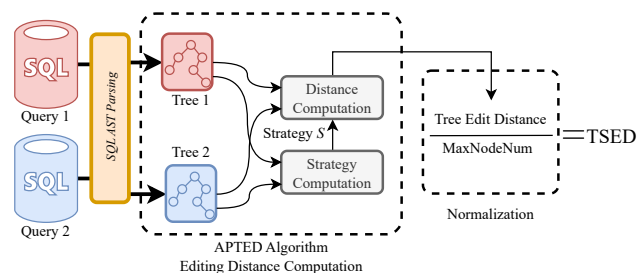 SQL
Query 1
SQL
Query 2
SQL AST Parsing
Tree 1
Tree 2
Distance
Computation
Strategy S
Strategy
Computation
APTED Algorithm
Editing Distance Computation
Tree Edit Distance
MaxNodeNum
=TSED
Normalization